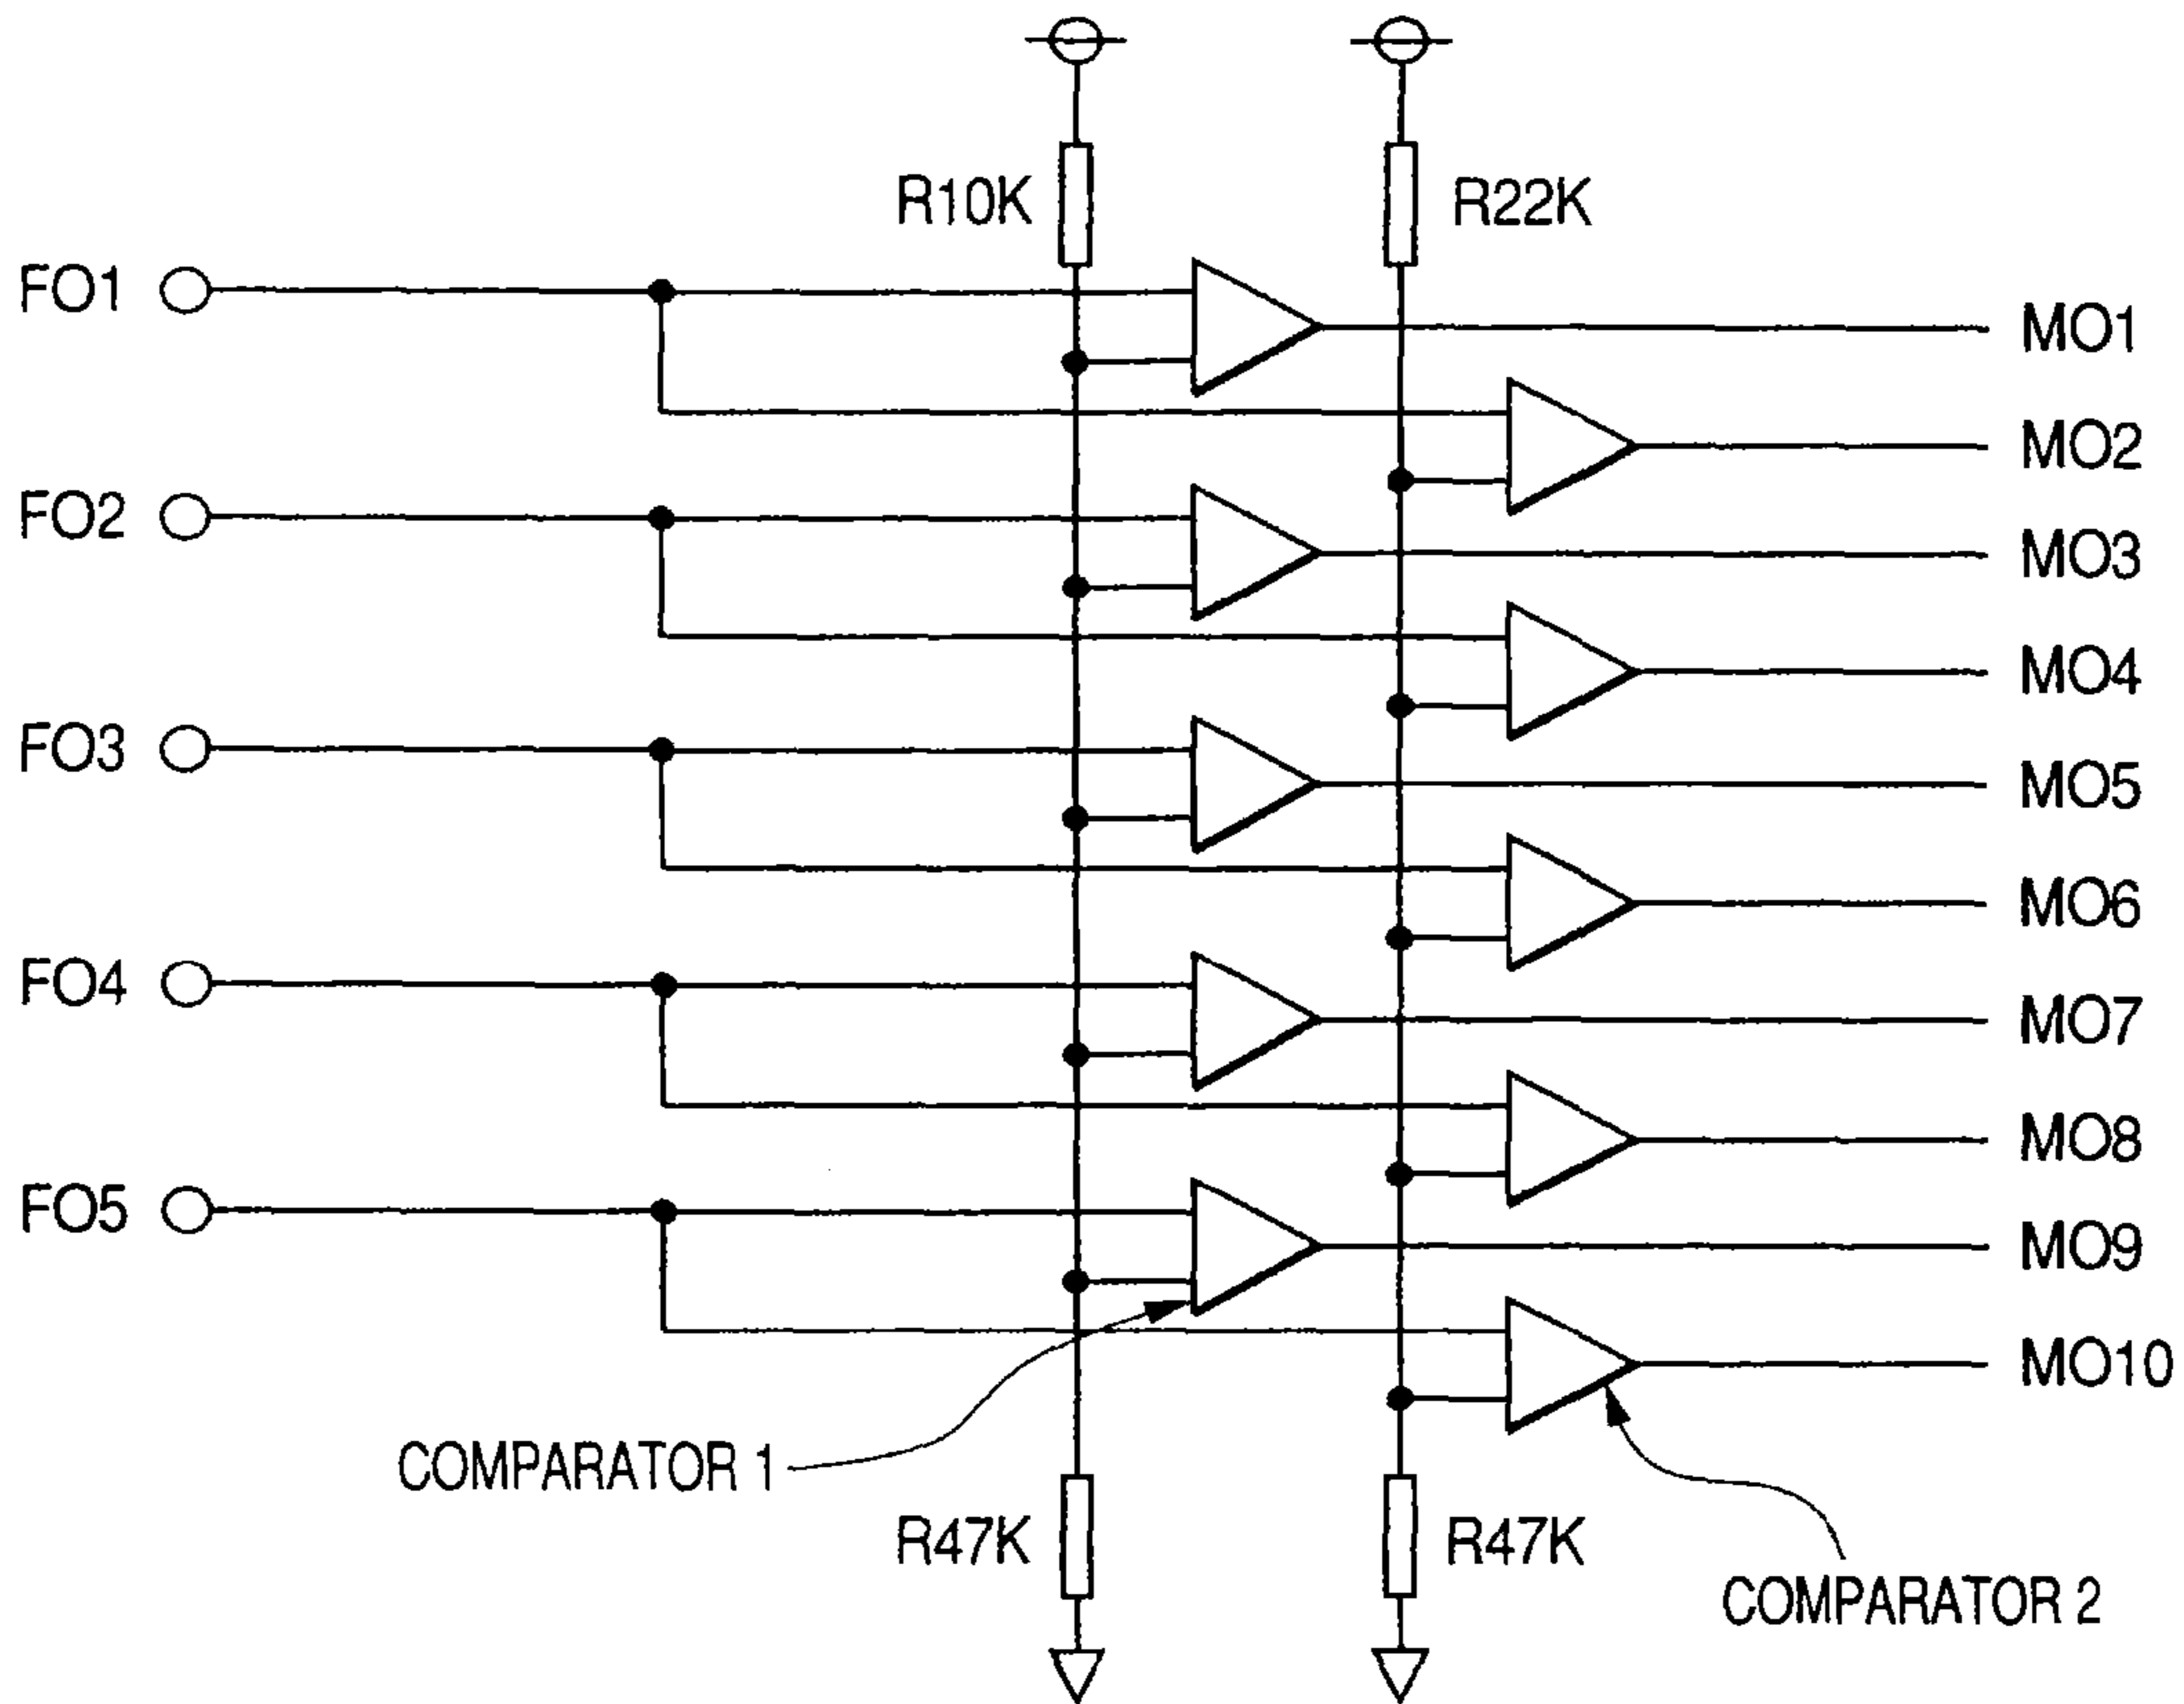 R10K
R22K
FO1
MO1
MO2
FO2
MO3
MO4
FO3
MO5
MO6
FO4
MO7
MO8
FO5
MO9
MO10
COMPARATOR 1
R47K
R47K
COMPARATOR 2